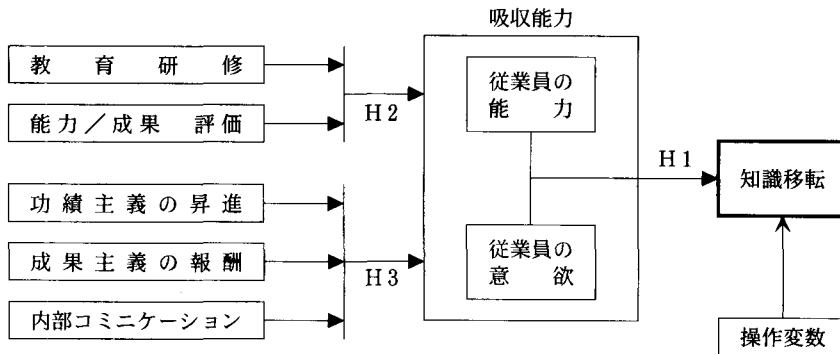 吸収能力
教育研修
能力／成果 評価
H2
従業員の
能力
H1
知識移転
功績主義の昇進
成果主義の報酬
内部コミニケーション
H3
従業員の
意欲
操作変数